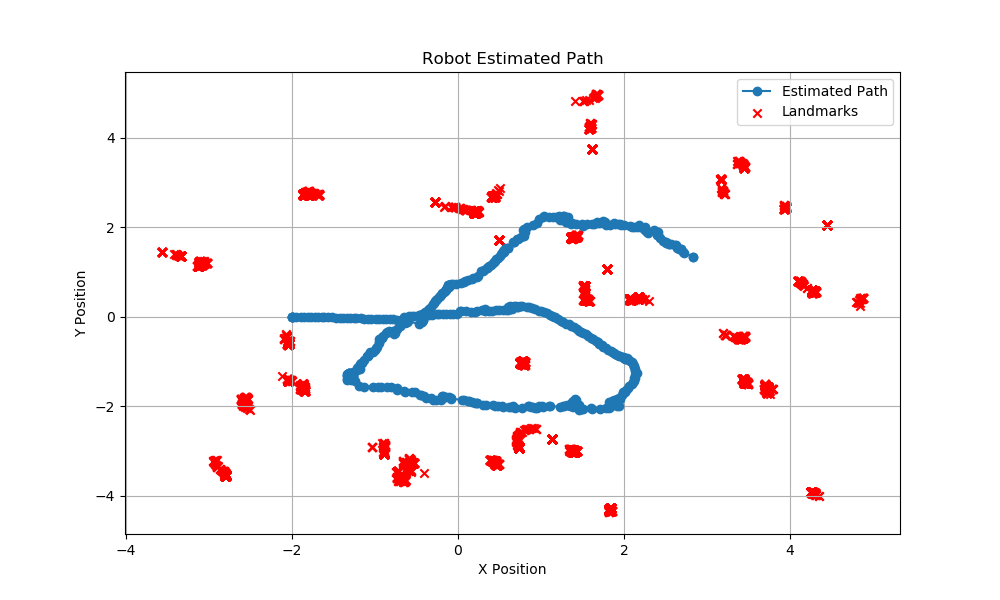 Robot Estimated Path
Estimated Path
Landmarks
4
2
0
−2
−4
Y Position
−4
−2
0
2
4
X Position